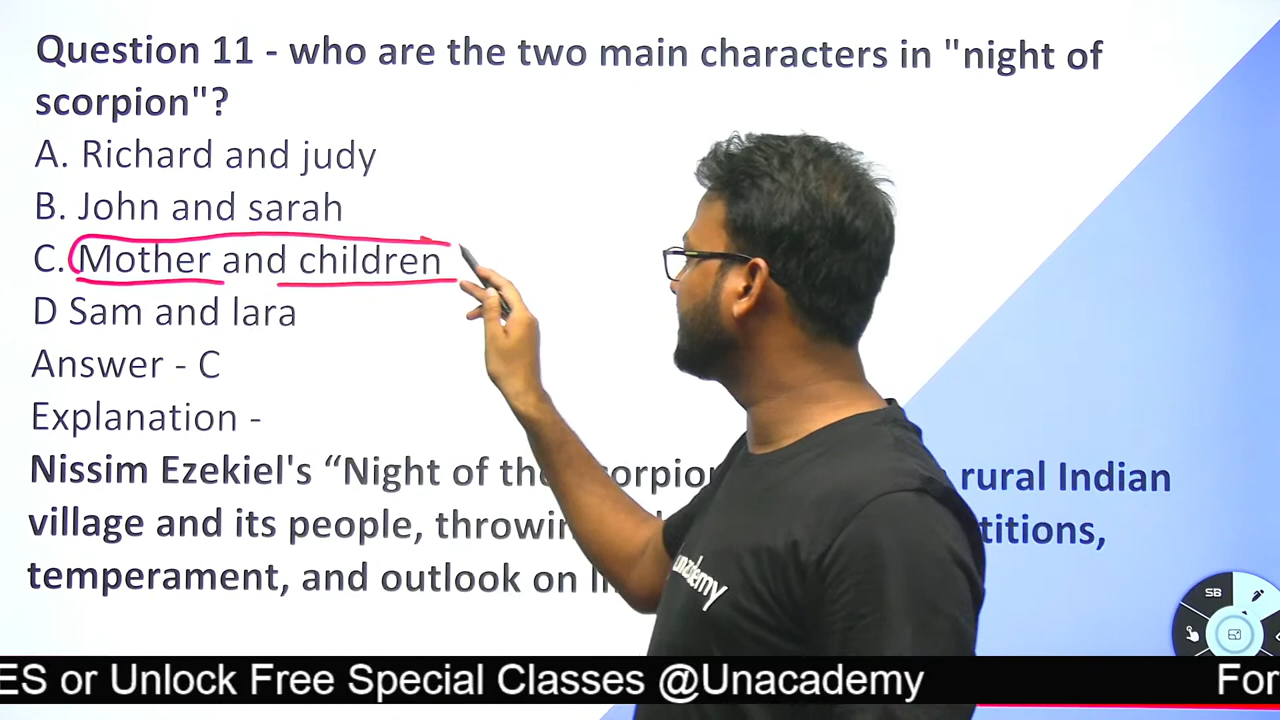 Question 11 - who are the two main characters in "night of
scorpion"?
A. Richard and judy
B. John and sarah
C. Mother and children
D Sam and lara
Answer - C
Explanation -
Nissim Ezekiel's “Night of the rural Indian
village and its people,
temperament, and outlook on
unacademy
SB
ES or Unlock Free Special Classes @Unacademy For